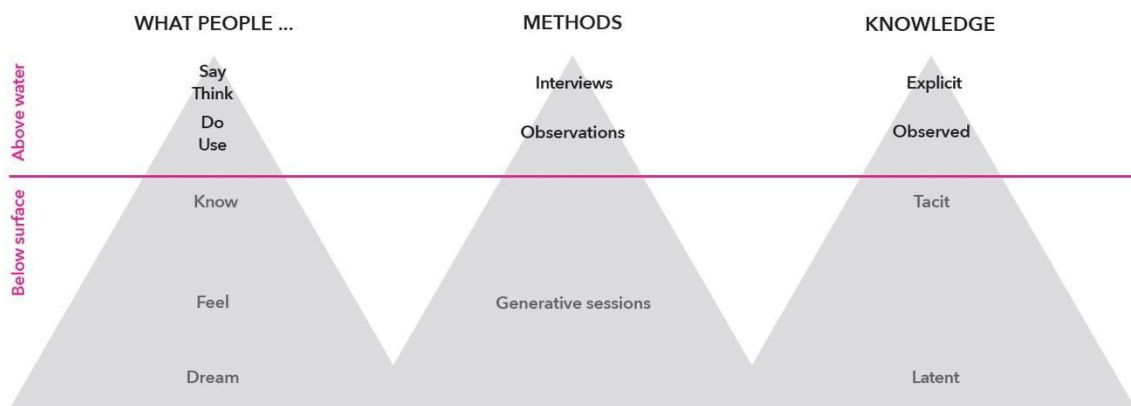 WHAT PEOPLE ...
METHODS
KNOWLEDGE
Above water
Say
Think
Do
Use
Interviews
Observations
Explicit
Observed
Below surface
Know
Feel
Dream
Generative sessions
Tacit
Latent